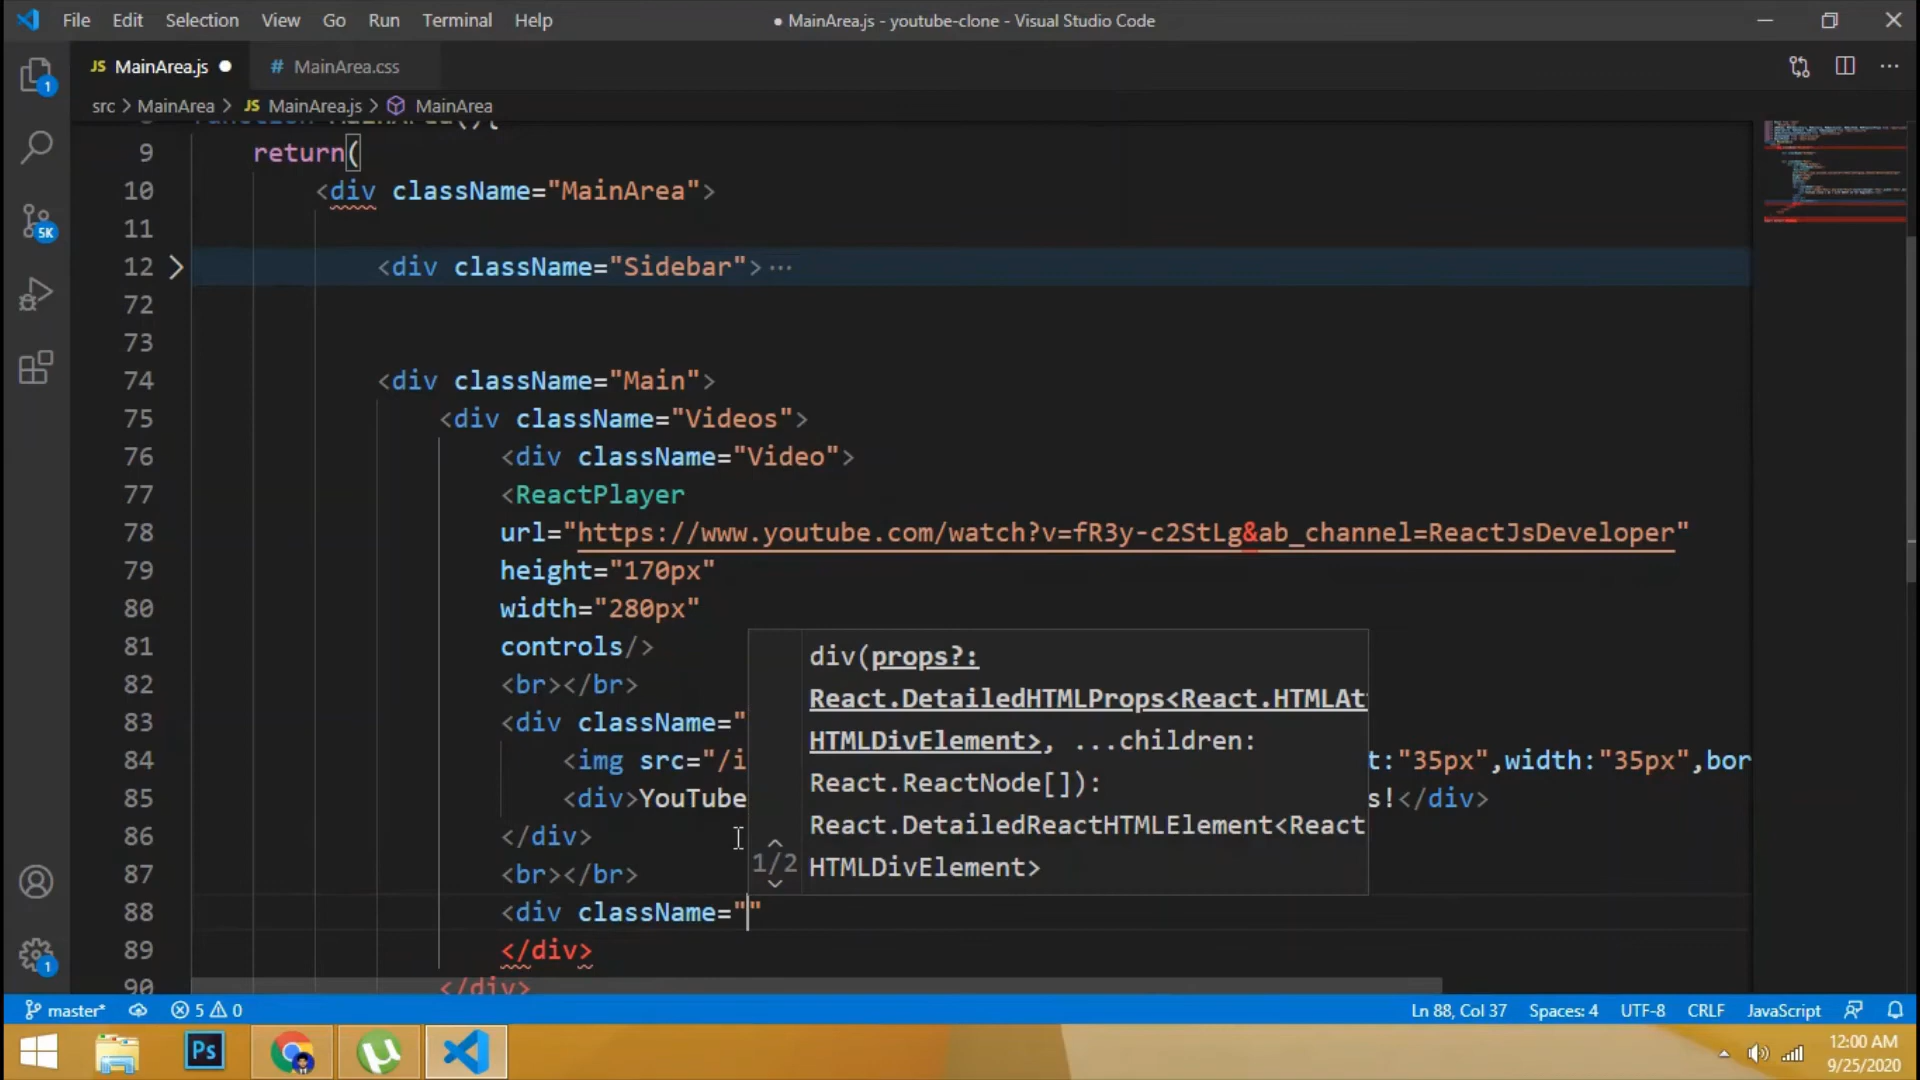 File Edit Selection View Go Run Terminal Help
● MainArea.js - youtube-clone - Visual Studio Code
JS MainArea.js ●
# MainArea.css
src > MainArea > JS MainArea.js > MainArea
9 return(
10 <div className="MainArea">
11
12 <div className="Sidebar"> ···
72
73
74 <div className="Main">
75 <div className="Videos">
76 <div className="Video">
77 <ReactPlayer
78 url="https://www.youtube.com/watch?v=fR3y-c2StLg&ab_channel=ReactJsDeveloper"
79 height="170px"
80 width="280px"
81 controls/>
82 <br></br>
83 <div className="
84 <img src="/i t:"35px",width:"35px",bor
85 <div>YouTube s!</div>
86 </div>
87 <br></br>
88 <div className=""
89 </div>
90 </div>
div(props?:
React.DetailedHTMLProps<React.HTMLAt
HTMLDivElement>, ...children:
React.ReactNode[]):
React.DetailedReactHTMLElement<React
1/2 HTMLDivElement>
1
5K
1
master* 5 0
Ln 88, Col 37 Spaces: 4 UTF-8 CRLF JavaScript
Ps
12:00 AM
9/25/2020